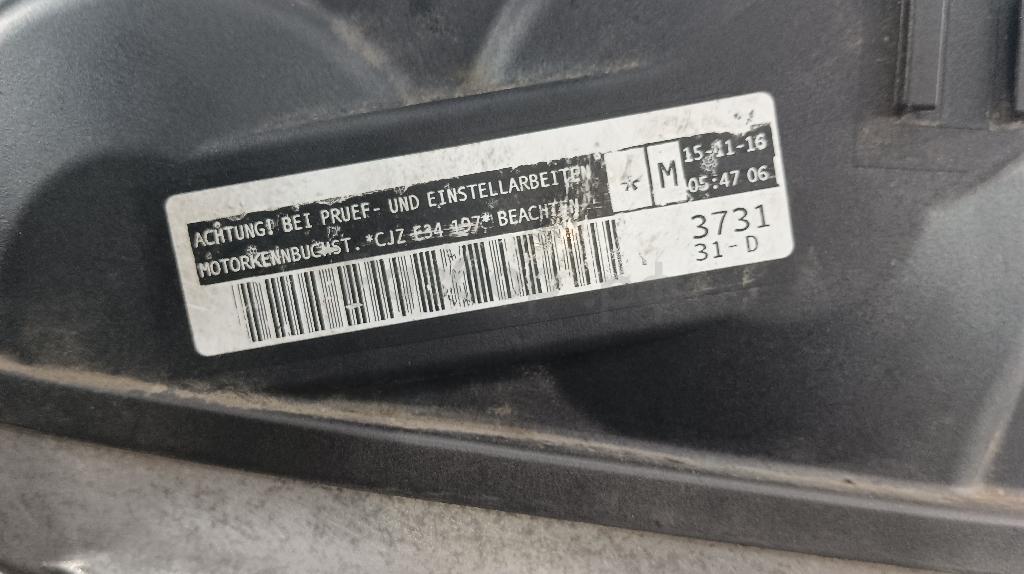 ACHTUNG! BEI PRUEF- UND EINSTELLARBEITEN
MOTORKENNBUCHST. *CJZ E34 197* BEACHTEN
* M 15-11-16
05:47 06
3731
31-D